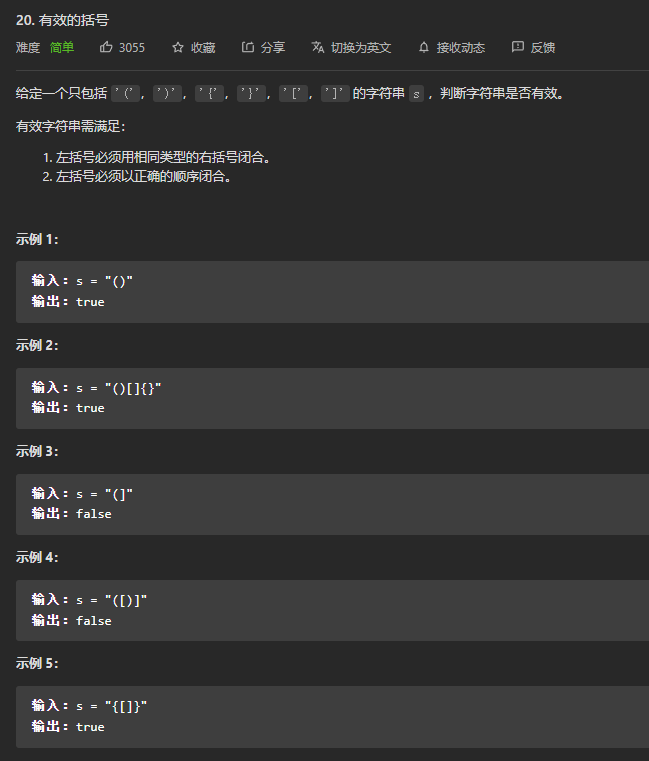 20. 有效的括号
难度 简单 3055 收藏 分享 切换为英文 接收动态 反馈
给定一个只包括 '('，')'，'{'，'}'，'['，']' 的字符串 s ，判断字符串是否有效。
有效字符串需满足：
1. 左括号必须用相同类型的右括号闭合。
2. 左括号必须以正确的顺序闭合。
示例 1：
输入：s = "()"
输出：true
示例 2：
输入：s = "()[]{}"
输出：true
示例 3：
输入：s = "(]"
输出：false
示例 4：
输入：s = "([)]"
输出：false
示例 5：
输入：s = "{[]}"
输出：true